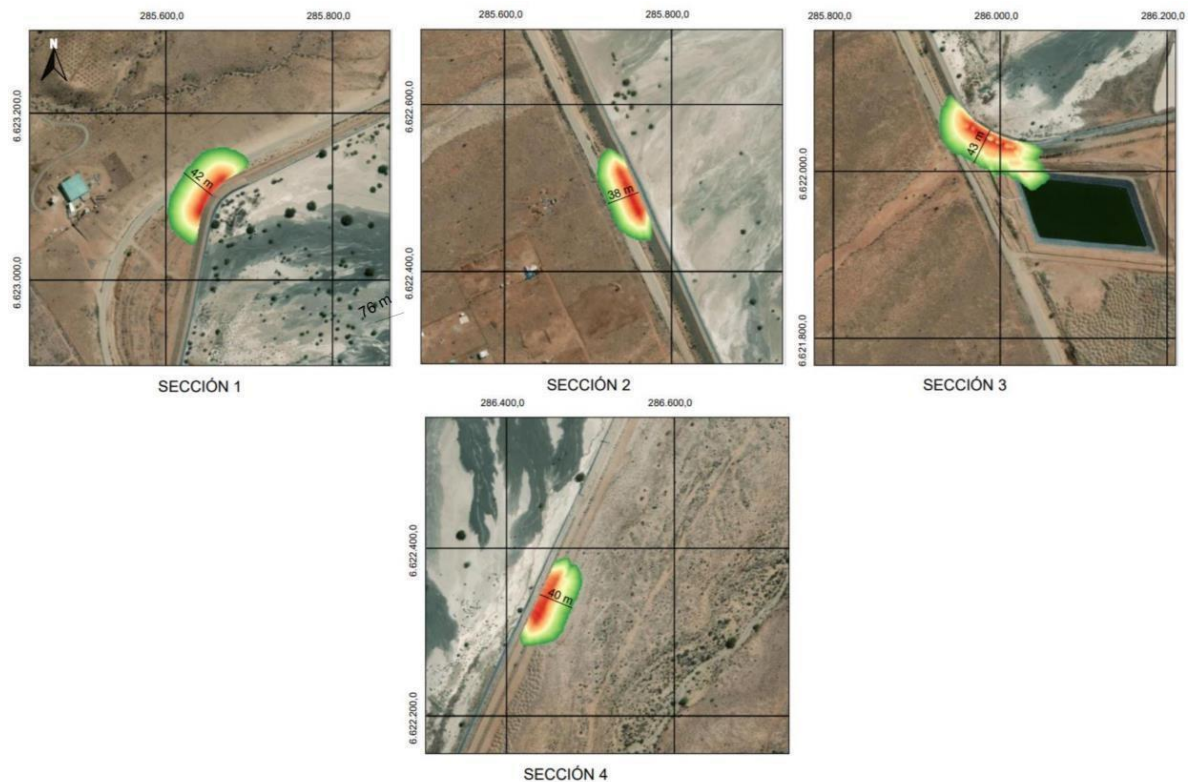 285.600,0 285.800,0
N
6.623.200,0
6.623.000,0
42 m
76 m
SECCIÓN 1
285.600,0 285.800,0
6.622.600,0
6.622.400,0
38 m
SECCIÓN 2
285.800,0 286.000,0 286.200,0
6.622.000,0
6.621.800,0
43 m
SECCIÓN 3
286.400,0 286.600,0
6.622.400,0
6.622.200,0
40 m
SECCIÓN 4